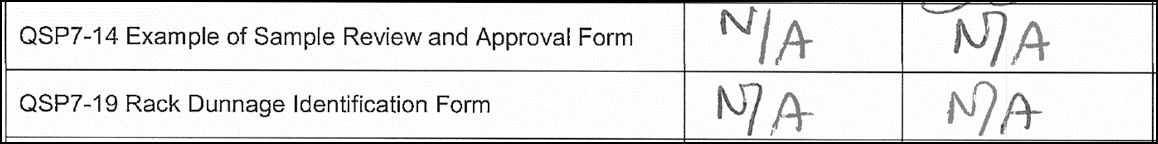 QSP7-14 Example of Sample Review and Approval Form N/A N/A
QSP7-19 Rack Dunnage Identification Form N/A N/A